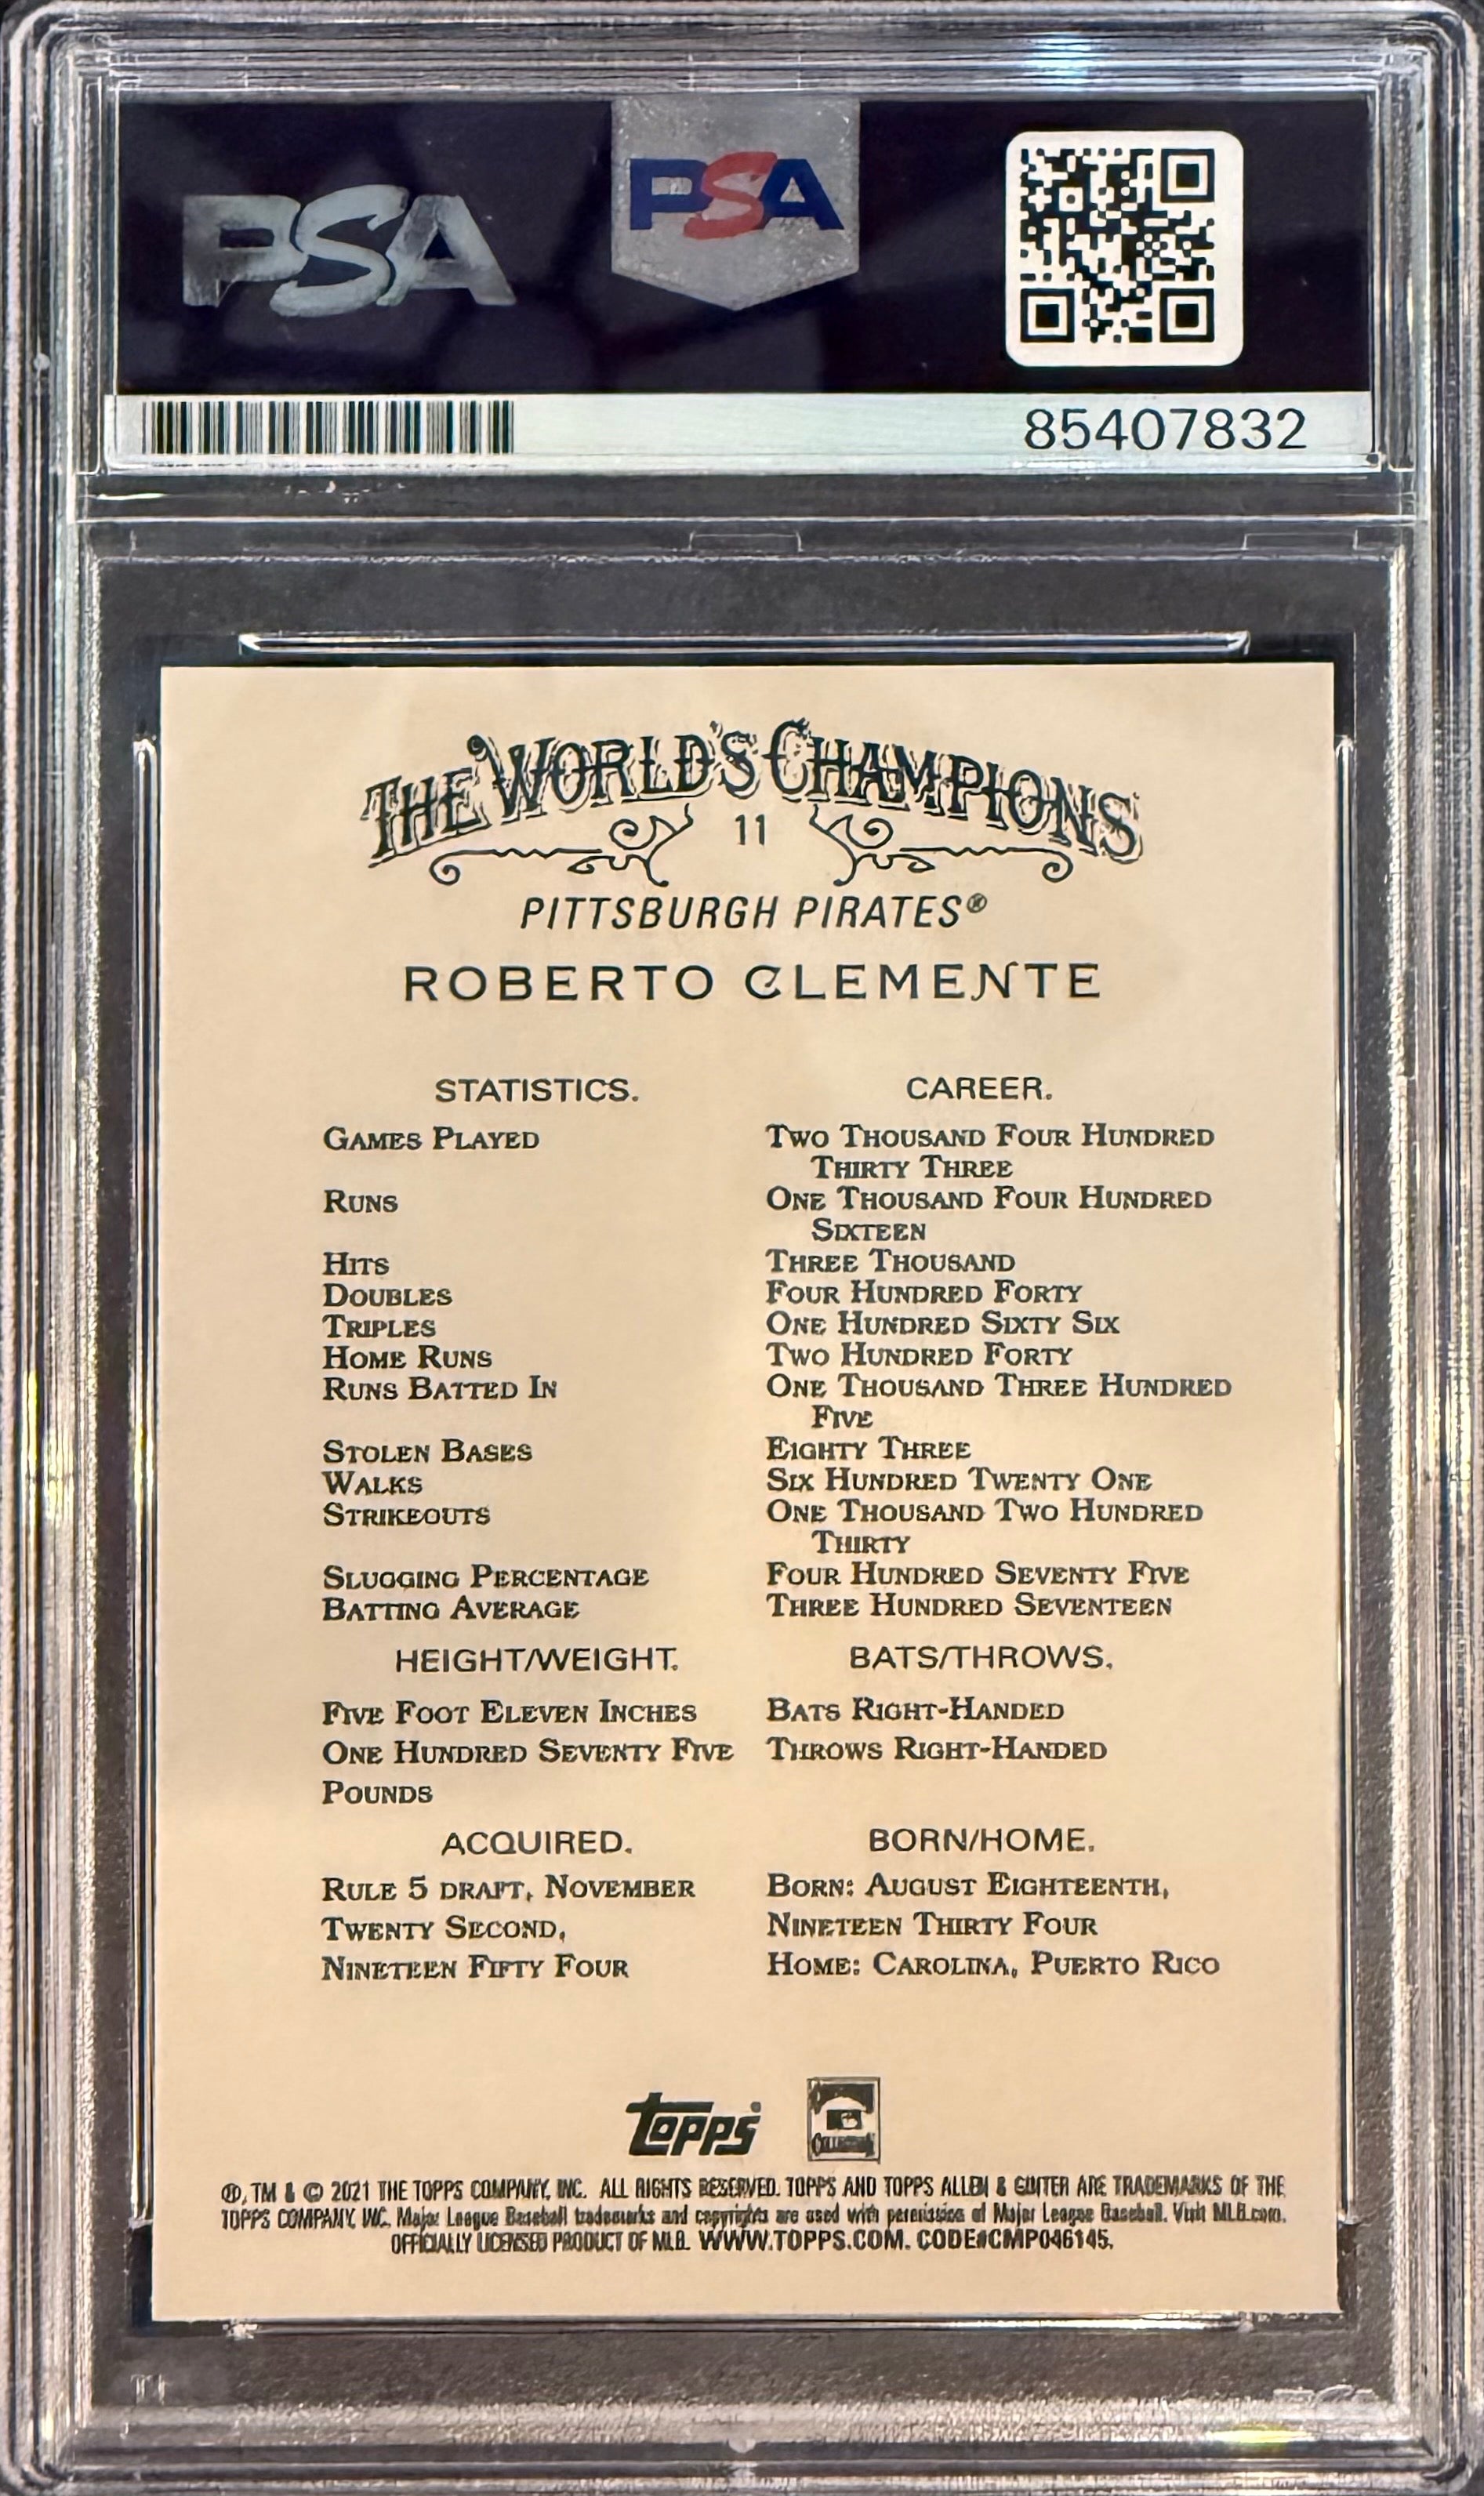 PSA
PSA
85407832
THE WORLD'S CHAMPIONS
11
PITTSBURGH PIRATES®
ROBERTO CLEMENTE
STATISTICS. CAREER.
GAMES PLAYED TWO THOUSAND FOUR HUNDRED
THIRTY THREE
RUNS ONE THOUSAND FOUR HUNDRED
SIXTEEN
HITS THREE THOUSAND
DOUBLES FOUR HUNDRED FORTY
TRIPLES ONE HUNDRED SIXTY SIX
HOME RUNS TWO HUNDRED FORTY
RUNS BATTED IN ONE THOUSAND THREE HUNDRED
FIVE
STOLEN BASES EIGHTY THREE
WALKS SIX HUNDRED TWENTY ONE
STRIKEOUTS ONE THOUSAND TWO HUNDRED
THIRTY
SLUGGING PERCENTAGE FOUR HUNDRED SEVENTY FIVE
BATTING AVERAGE THREE HUNDRED SEVENTEEN
HEIGHT/WEIGHT. BATS/THROWS.
FIVE FOOT ELEVEN INCHES BATS RIGHT-HANDED
ONE HUNDRED SEVENTY FIVE THROWS RIGHT-HANDED
POUNDS
ACQUIRED. BORN/HOME.
RULE 5 DRAFT, NOVEMBER BORN: AUGUST EIGHTEENTH,
TWENTY SECOND, NINETEEN THIRTY FOUR
NINETEEN FIFTY FOUR HOME: CAROLINA, PUERTO RICO
Topps COLLECTION
®, TM & © 2021 THE TOPPS COMPANY, INC. ALL RIGHTS RESERVED. TOPPS AND TOPPS ALLEN & GINTER ARE TRADEMARKS OF THE
TOPPS COMPANY, INC. Major League Baseball trademarks and copyrights are used with permission of Major League Baseball. Visit MLB.com.
OFFICIALLY LICENSED PRODUCT OF MLB. WWW.TOPPS.COM. CODE#CMP046145.